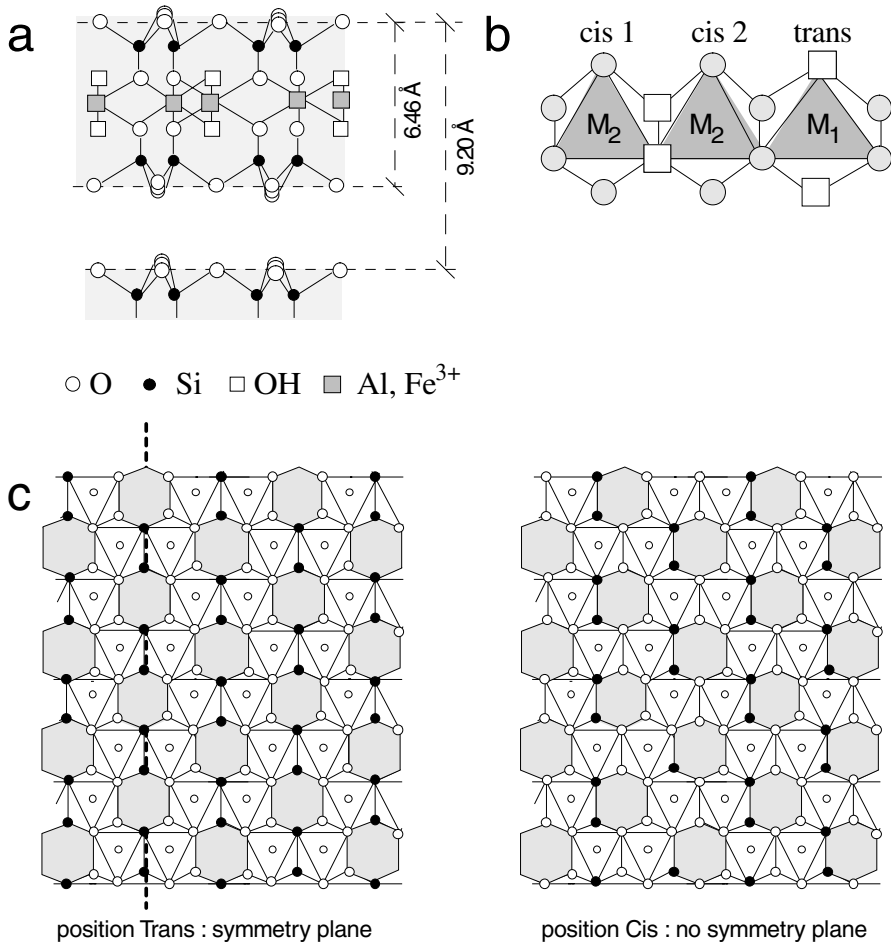 a
6.46 Å
9.20 Å
b
cis 1 cis 2 trans
M2 M2 M1
O Si OH Al, Fe3+
c
position Trans : symmetry plane
position Cis : no symmetry plane